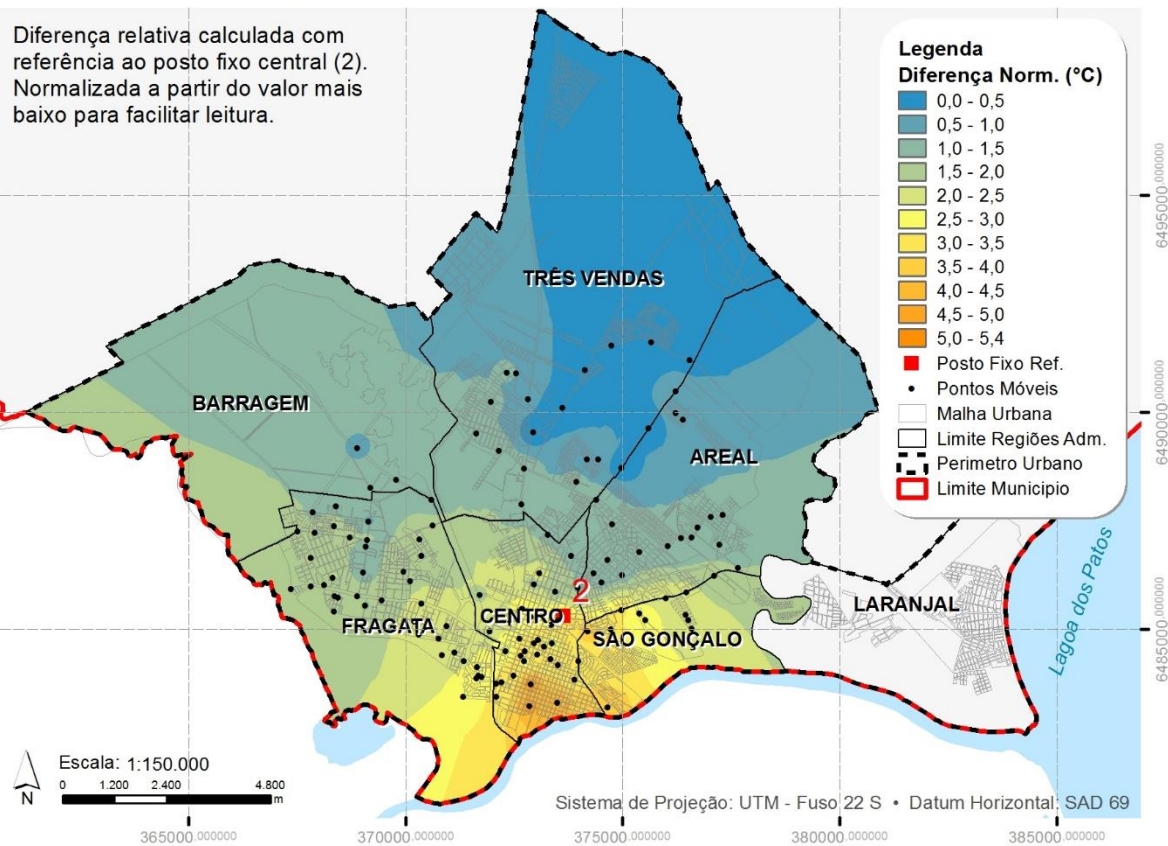 Diferença relativa calculada com
referência ao posto fixo central (2).
Normalizada a partir do valor mais
baixo para facilitar leitura.
Legenda
Diferença Norm. (°C)
0,0 - 0,5
0,5 - 1,0
1,0 - 1,5
1,5 - 2,0
2,0 - 2,5
2,5 - 3,0
3,0 - 3,5
3,5 - 4,0
4,0 - 4,5
4,5 - 5,0
5,0 - 5,4
Posto Fixo Ref.
Pontos Móveis
Malha Urbana
Limite Regiões Adm.
Perimetro Urbano
Limite Municipio
TRÊS VENDAS
BARRAGEM
AREAL
2
CENTRO
FRAGATA
SÃO GONÇALO
LARANJAL
Lagoa dos Patos
6495000,000000
6490000,000000
6485000,000000
N
Escala: 1:150.000
0 1.200 2.400 4.800
m
Sistema de Projeção: UTM - Fuso 22 S • Datum Horizontal: SAD 69
365000,000000 370000,000000 375000,000000 380000,000000 385000,000000